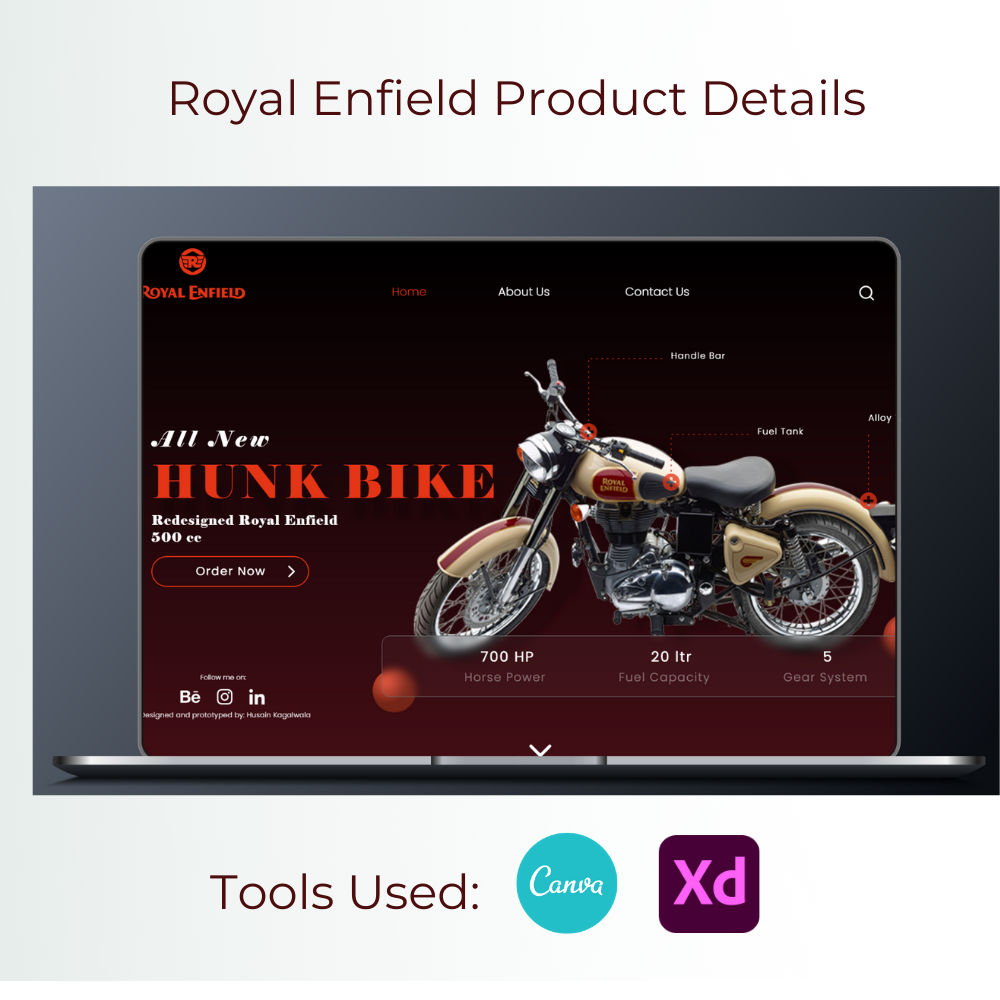 Royal Enfield Product Details
ROYAL ENFIELD
Home
About Us
Contact Us
Handle Bar
Alloy
Fuel Tank
All New
HUNK BIKE
Redesigned Royal Enfield
500 cc
Order Now
ROYAL
ENFIELD
700 HP
Horse Power
20 ltr
Fuel Capacity
5
Gear System
Follow me on:
Bē
in
Designed and prototyped by: Husain Kagalwala
Tools Used:
Canva
Xd